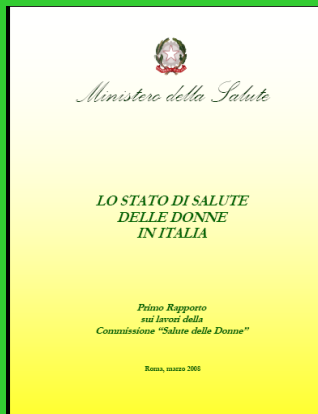 Ministero della Salute
LO STATO DI SALUTE
DELLE DONNE
IN ITALIA
Primo Rapporto
sui lavori della
Commissione “Salute delle Donne”
Roma, marzo 2008